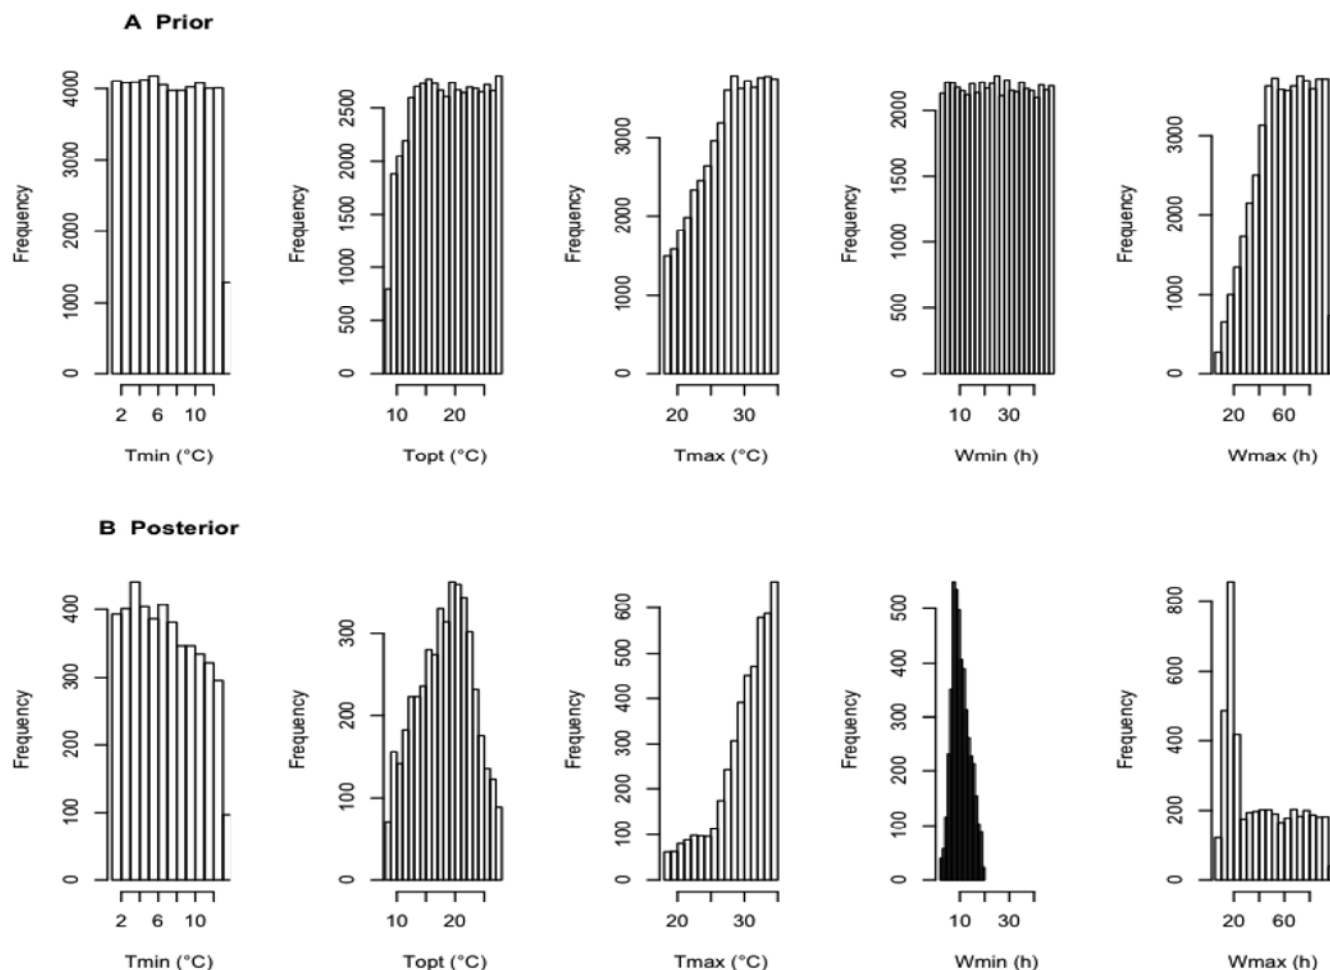 A Prior
Frequency
0 1000 2000 3000 4000
2 6 10
Tmin (°C)
Frequency
0 500 1000 1500 2000 2500
10 20
Topt (°C)
Frequency
0 1000 2000 3000
20 30
Tmax (°C)
Frequency
0 500 1000 1500 2000
10 30
Wmin (h)
Frequency
0 1000 2000 3000
20 60
Wmax (h)
B Posterior
Frequency
0 100 200 300 400
2 6 10
Tmin (°C)
Frequency
0 100 200 300
10 20
Topt (°C)
Frequency
0 100 200 300 400 500 600
20 30
Tmax (°C)
Frequency
0 100 200 300 400 500
10 30
Wmin (h)
Frequency
0 200 400 600 800
20 60
Wmax (h)